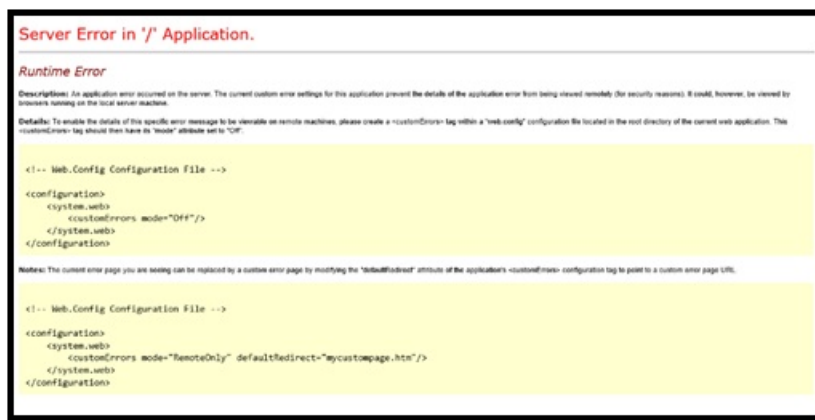 Server Error in '/' Application.
Runtime Error
Description: An application error occurred on the server. The current custom error settings for this application prevent the details of the application error from being viewed remotely (for security reasons). It could, however, be viewed by
browsers running on the local server machine.
Details: To enable the details of this specific error message to be viewable on remote machines, please create a <customErrors> tag within a "web.config" configuration file located in the root directory of the current web application. This
<customErrors> tag should then have its "mode" attribute set to "Off".
<!-- Web.Config Configuration File -->
<configuration>
<system.web>
<customErrors mode="Off"/>
</system.web>
</configuration>
Notes: The current error page you are seeing can be replaced by a custom error page by modifying the "defaultRedirect" attribute of the application's <customErrors> configuration tag to point to a custom error page URL.
<!-- Web.Config Configuration File -->
<configuration>
<system.web>
<customErrors mode="RemoteOnly" defaultRedirect="mycustompage.htm"/>
</system.web>
</configuration>